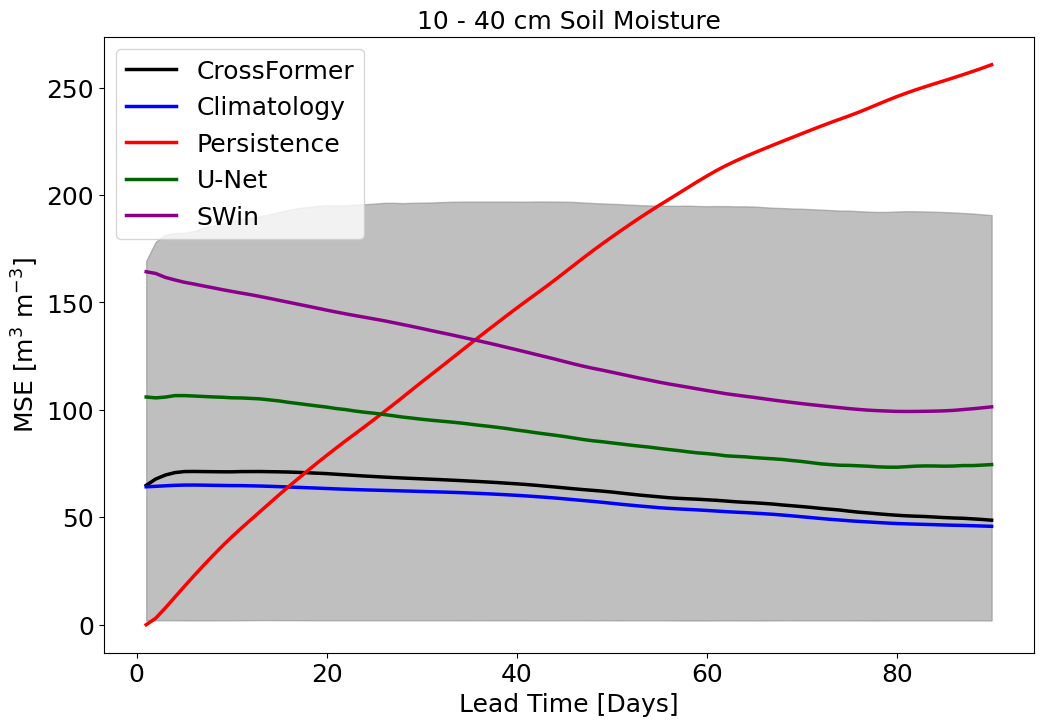 10 - 40 cm Soil Moisture
CrossFormer
Climatology
Persistence
U-Net
SWin
MSE [m³ m⁻³]
250
200
150
100
50
0
0 20 40 60 80
Lead Time [Days]